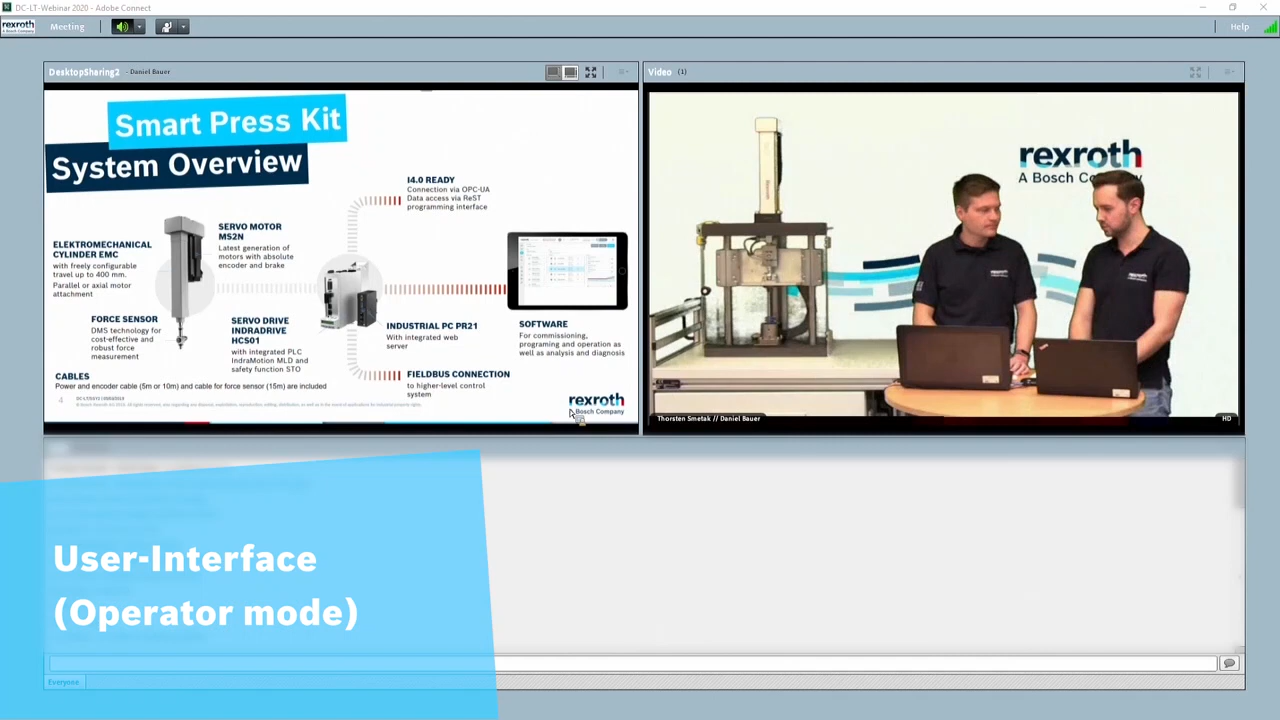 DC-LT-Webinar 2020 - Adobe Connect
rexroth
A Bosch Company
Meeting
Help
DesktopSharing2 - Daniel Bauer
Video (1)
Smart Press Kit
System Overview
ELEKTROMECHANICAL
CYLINDER EMC
with freely configurable
travel up to 400 mm.
Parallel or axial motor
attachment
SERVO MOTOR
MS2N
Latest generation of
motors with absolute
encoder and brake
I4.0 READY
Connection via OPC-UA
Data access via ReST
programming interface
FORCE SENSOR
DMS technology for
cost-effective and
robust force
measurement
SERVO DRIVE
INDRADRIVE
HCS01
with integrated PLC
IndraMotion MLD and
safety function STO
INDUSTRIAL PC PR21
With integrated web
server
SOFTWARE
For commissioning,
programing and operation as
well as analysis and diagnosis
FIELDBUS CONNECTION
to higher-level control
system
CABLES
Power and encoder cable (5m or 10m) and cable for force sensor (15m) are included
4
rexroth
A Bosch Company
rexroth
Thorsten Smetak // Daniel Bauer
HD
User-Interface
(Operator mode)
Everyone